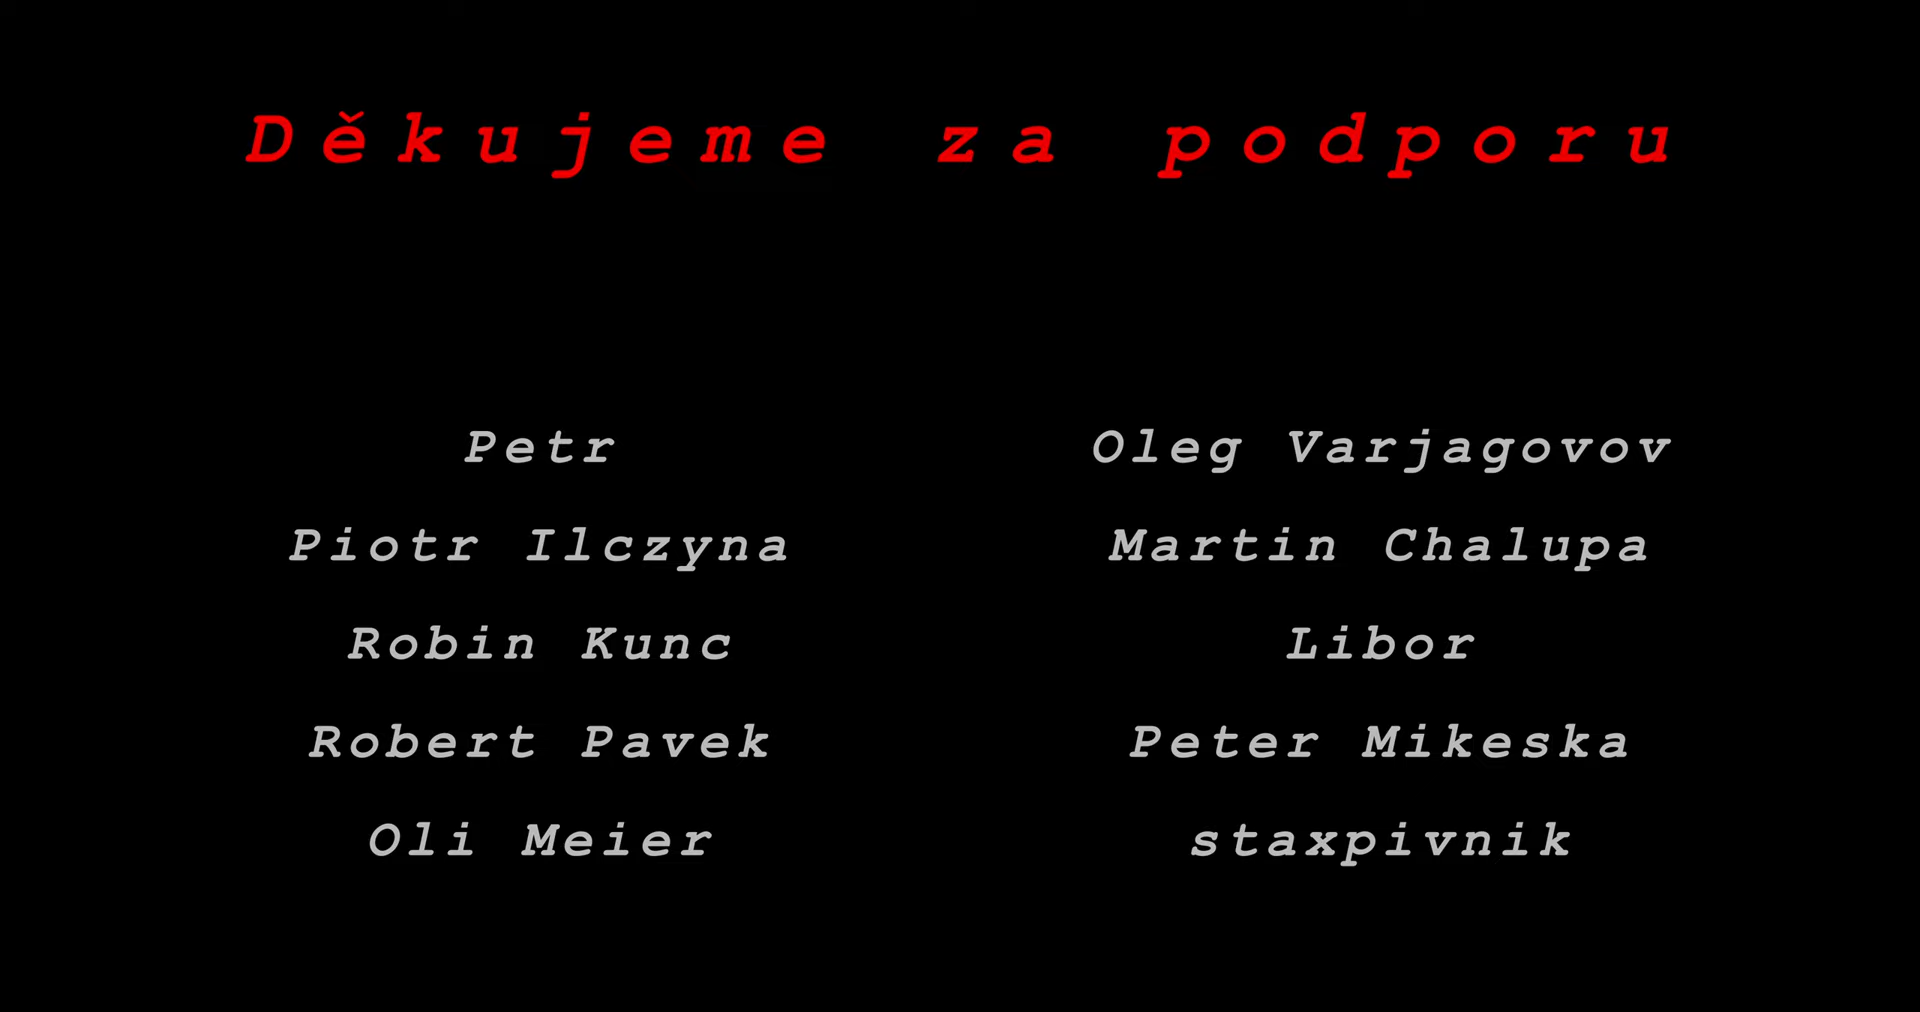 Děkujeme za podporu
Petr
Piotr Ilczyna
Robin Kunc
Robert Pavek
Oli Meier
Oleg Varjagovov
Martin Chalupa
Libor
Peter Mikeska
staxpivnik